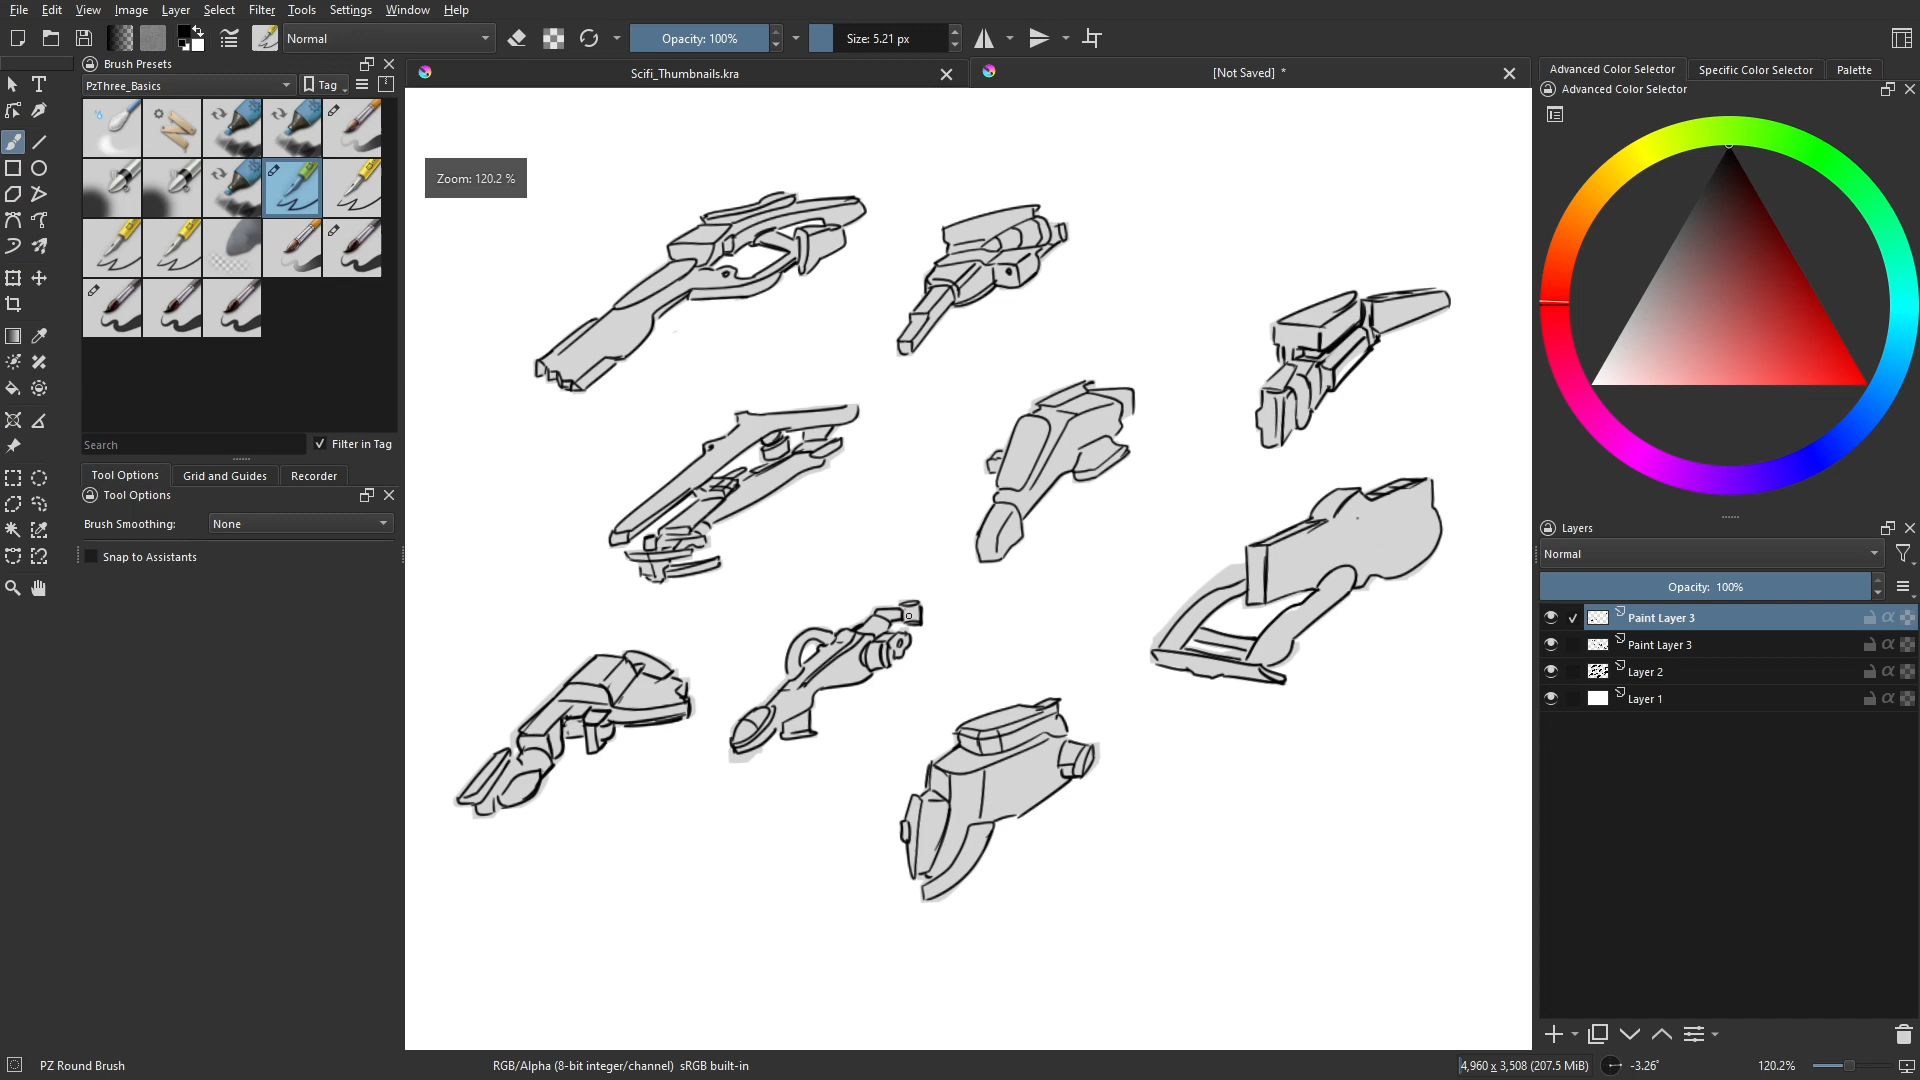 File Edit View Image Layer Select Filter Tools Settings Window Help
Normal Opacity: 100% Size: 5.21 px
Brush Presets
PzThree_Basics Tag
Search Filter in Tag
Tool Options Grid and Guides Recorder
Tool Options
Brush Smoothing: None
Snap to Assistants
Scifi_Thumbnails.kra [Not Saved] *
Zoom: 120.2 %
Advanced Color Selector Specific Color Selector Palette
Advanced Color Selector
Layers
Normal
Opacity: 100%
Paint Layer 3
Paint Layer 3
Layer 2
Layer 1
PZ Round Brush RGB/Alpha (8-bit integer/channel) sRGB built-in 4,960 x 3,508 (207.5 MiB) -3.26° 120.2%